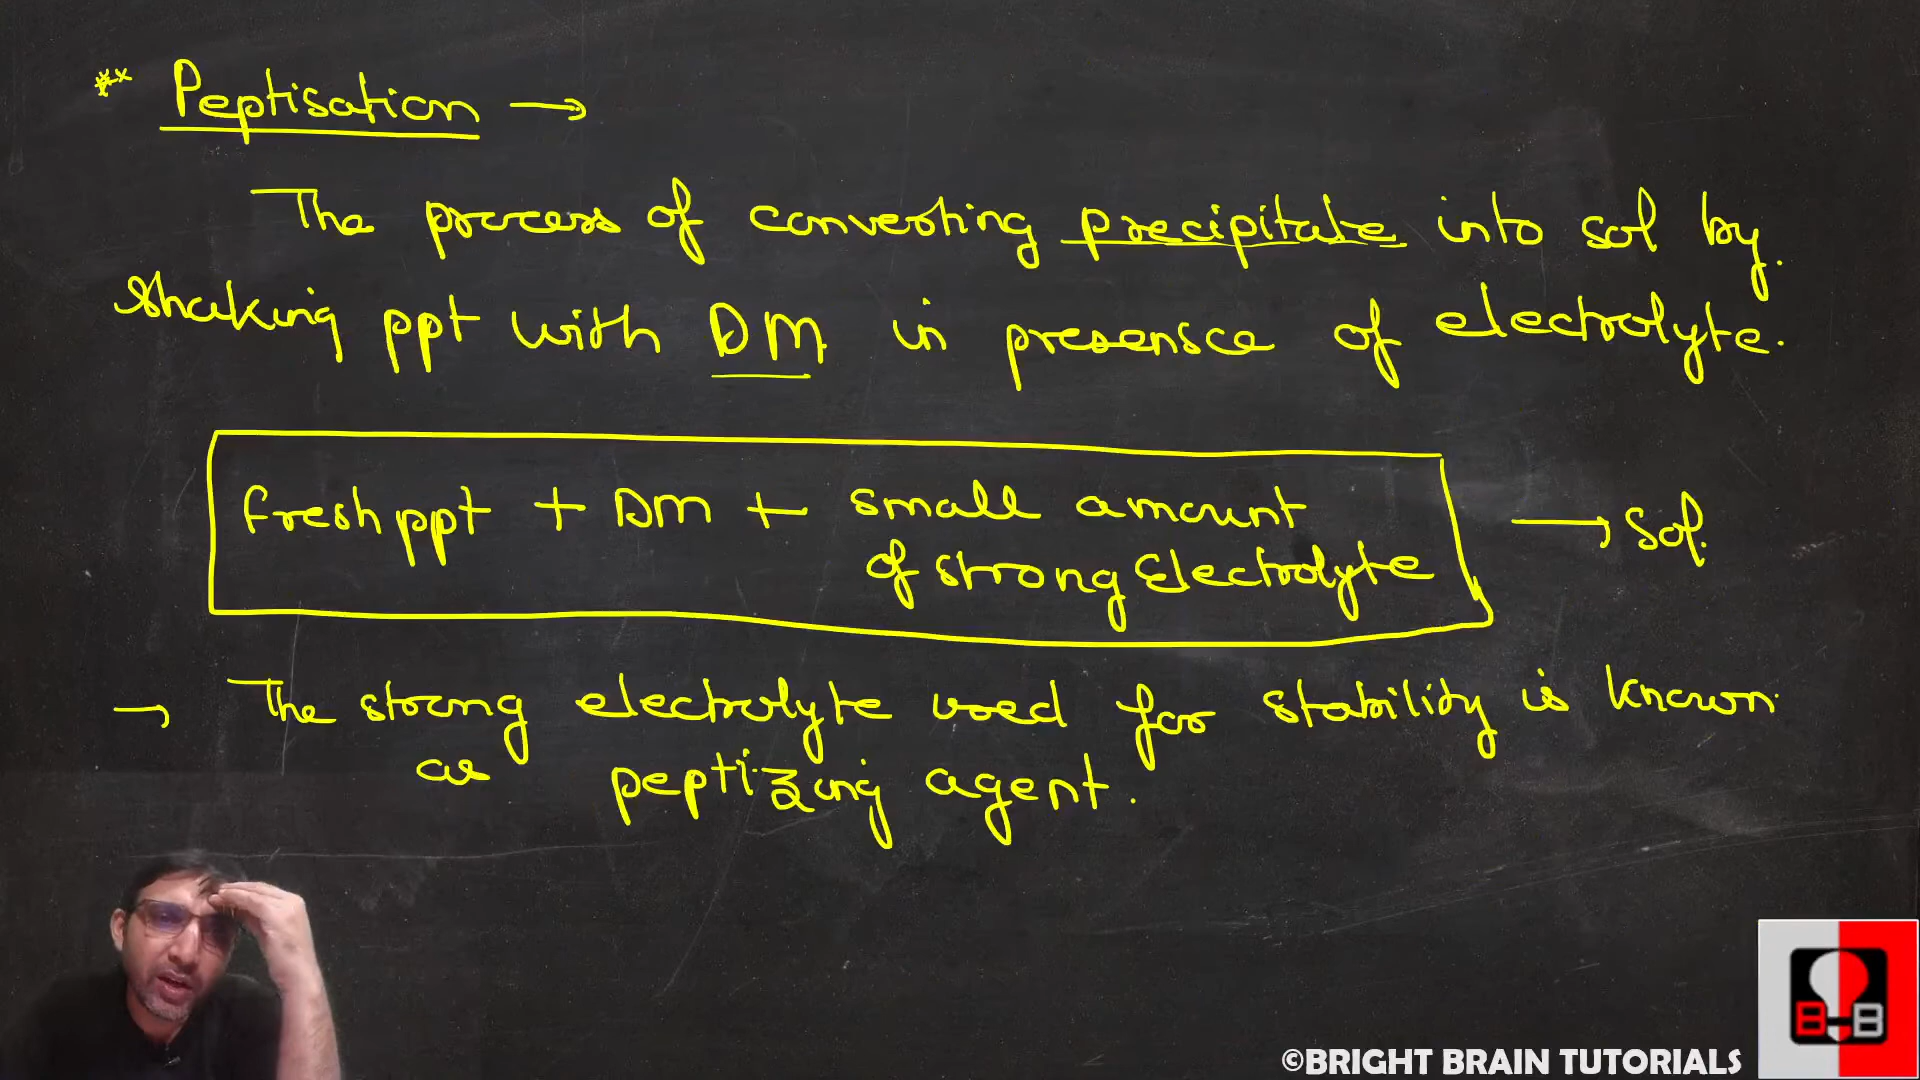 ** Peptisation →
The process of converting precipitate into sol by
shaking ppt with DM in presensce of electrolyte.
fresh ppt + DM + small amount
of strong Electrolyte
→ Sol.
→ The strong electrolyte used for stability is known
as peptizing agent.
B B
©BRIGHT BRAIN TUTORIALS